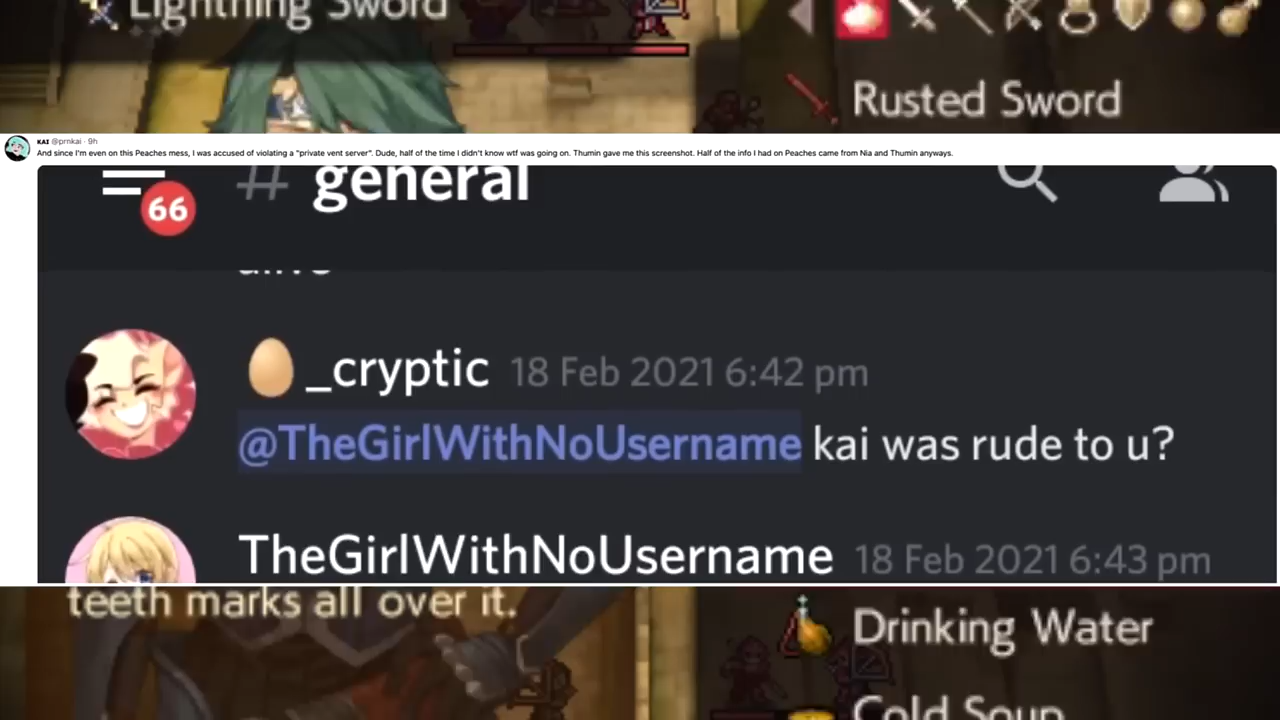 Lightning Sword
Rusted Sword
KAI @prnkai · 9h
And since I'm even on this Peaches mess, I was accused of violating a "private vent server". Dude, half of the time I didn't know wtf was going on. Thumin gave me this screenshot. Half of the info I had on Peaches came from Nia and Thumin anyways.
66
# general
_cryptic 18 Feb 2021 6:42 pm
@TheGirlWithNoUsername kai was rude to u?
TheGirlWithNoUsername 18 Feb 2021 6:43 pm
teeth marks all over it.
Drinking Water
Cold Soup